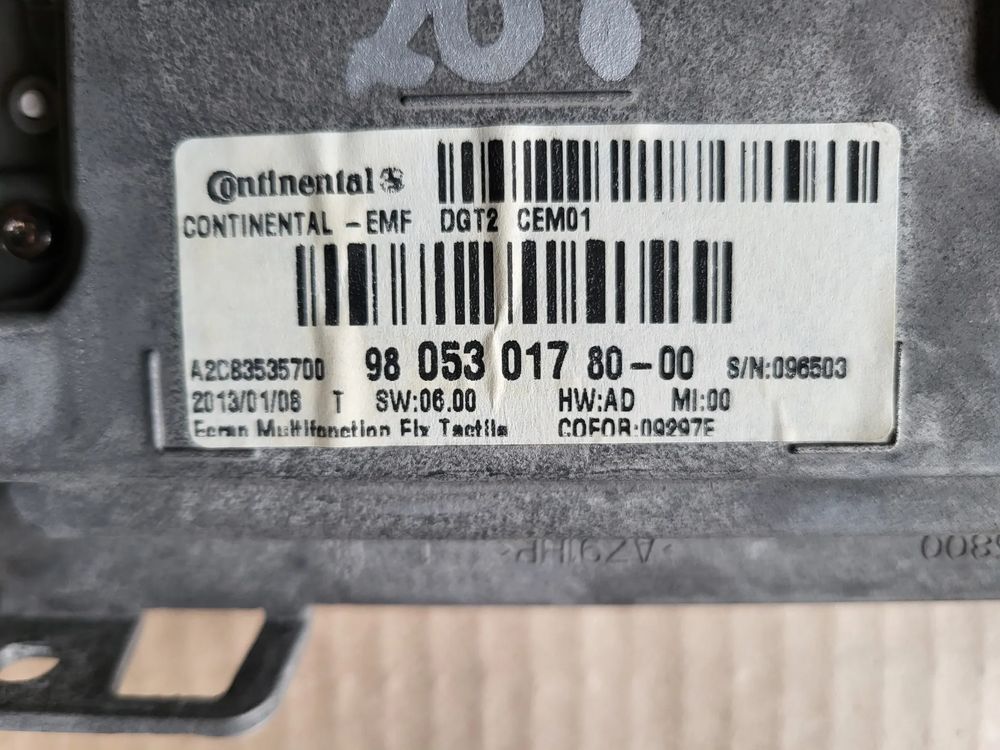 Continental
CONTINENTAL -EMF DGT2 CEM01
A2C83535700 98 053 017 80-00 S/N:096503
2013/01/08 T SW:06.00 HW:AD MI:00
Ecran Multifonction Fix Tactile COFOR:09297E